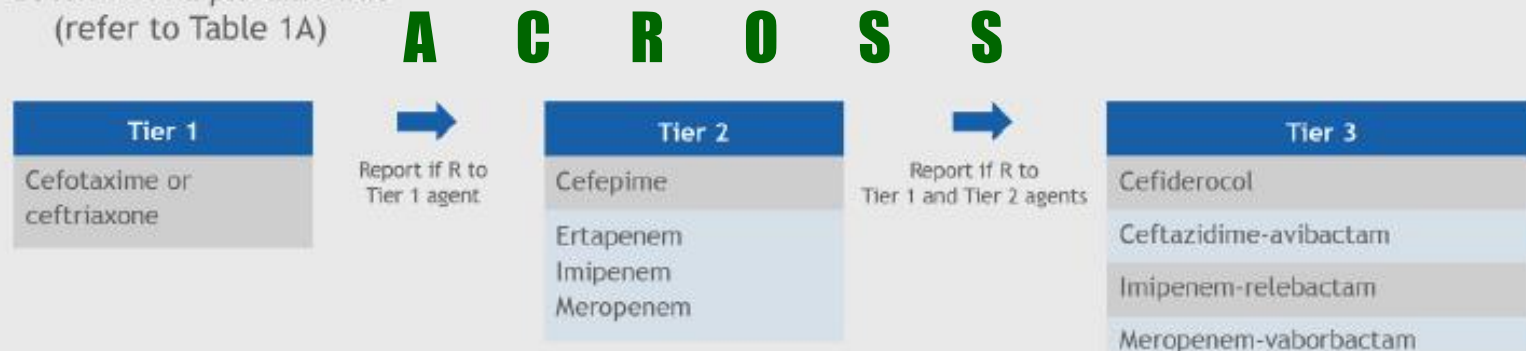 (refer to Table 1A)
A C R O S S
Tier 1
Cefotaxime or
ceftriaxone
Report if R to
Tier 1 agent
Tier 2
Cefepime
Ertapenem
Imipenem
Meropenem
Report if R to
Tier 1 and Tier 2 agents
Tier 3
Cefiderocol
Ceftazidime-avibactam
Imipenem-relebactam
Meropenem-vaborbactam